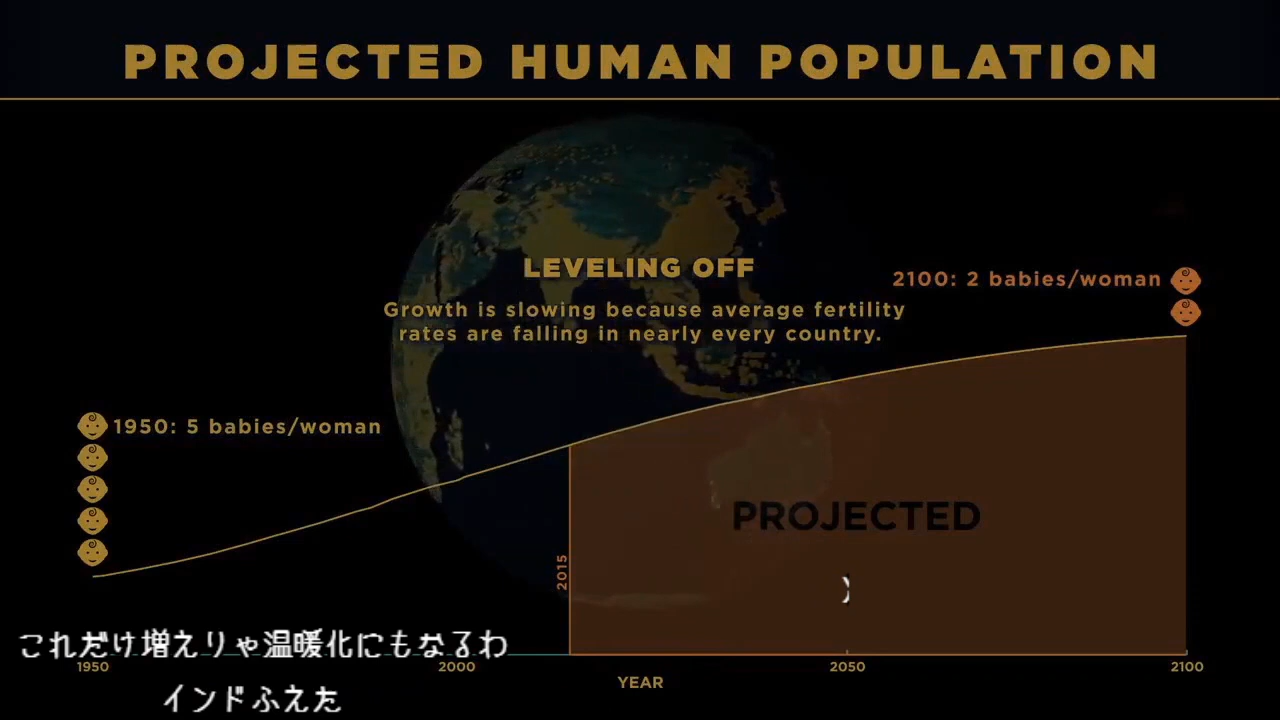 PROJECTED HUMAN POPULATION
LEVELING OFF
Growth is slowing because average fertility
rates are falling in nearly every country.
2100: 2 babies/woman
1950: 5 babies/woman
PROJECTED
2015
これだけ増えりゃ温暖化にもなるわ
1950
2000
2050
2100
YEAR
インドふえた